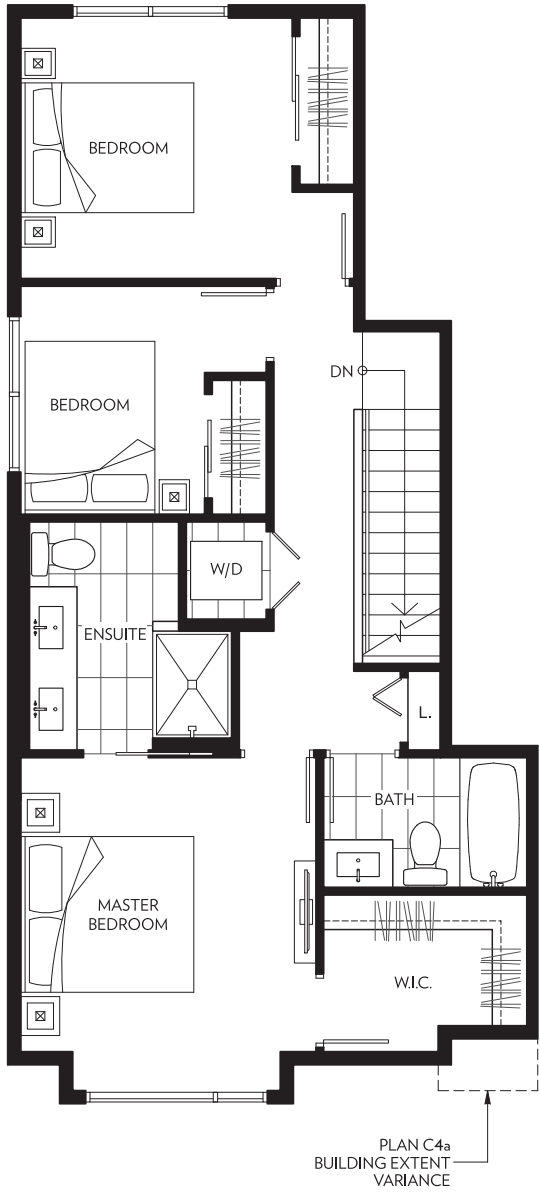 BEDROOM
DN
BEDROOM
W/D
ENSUITE
L.
BATH
MASTER
BEDROOM
W.I.C.
PLAN C4a
BUILDING EXTENT
VARIANCE